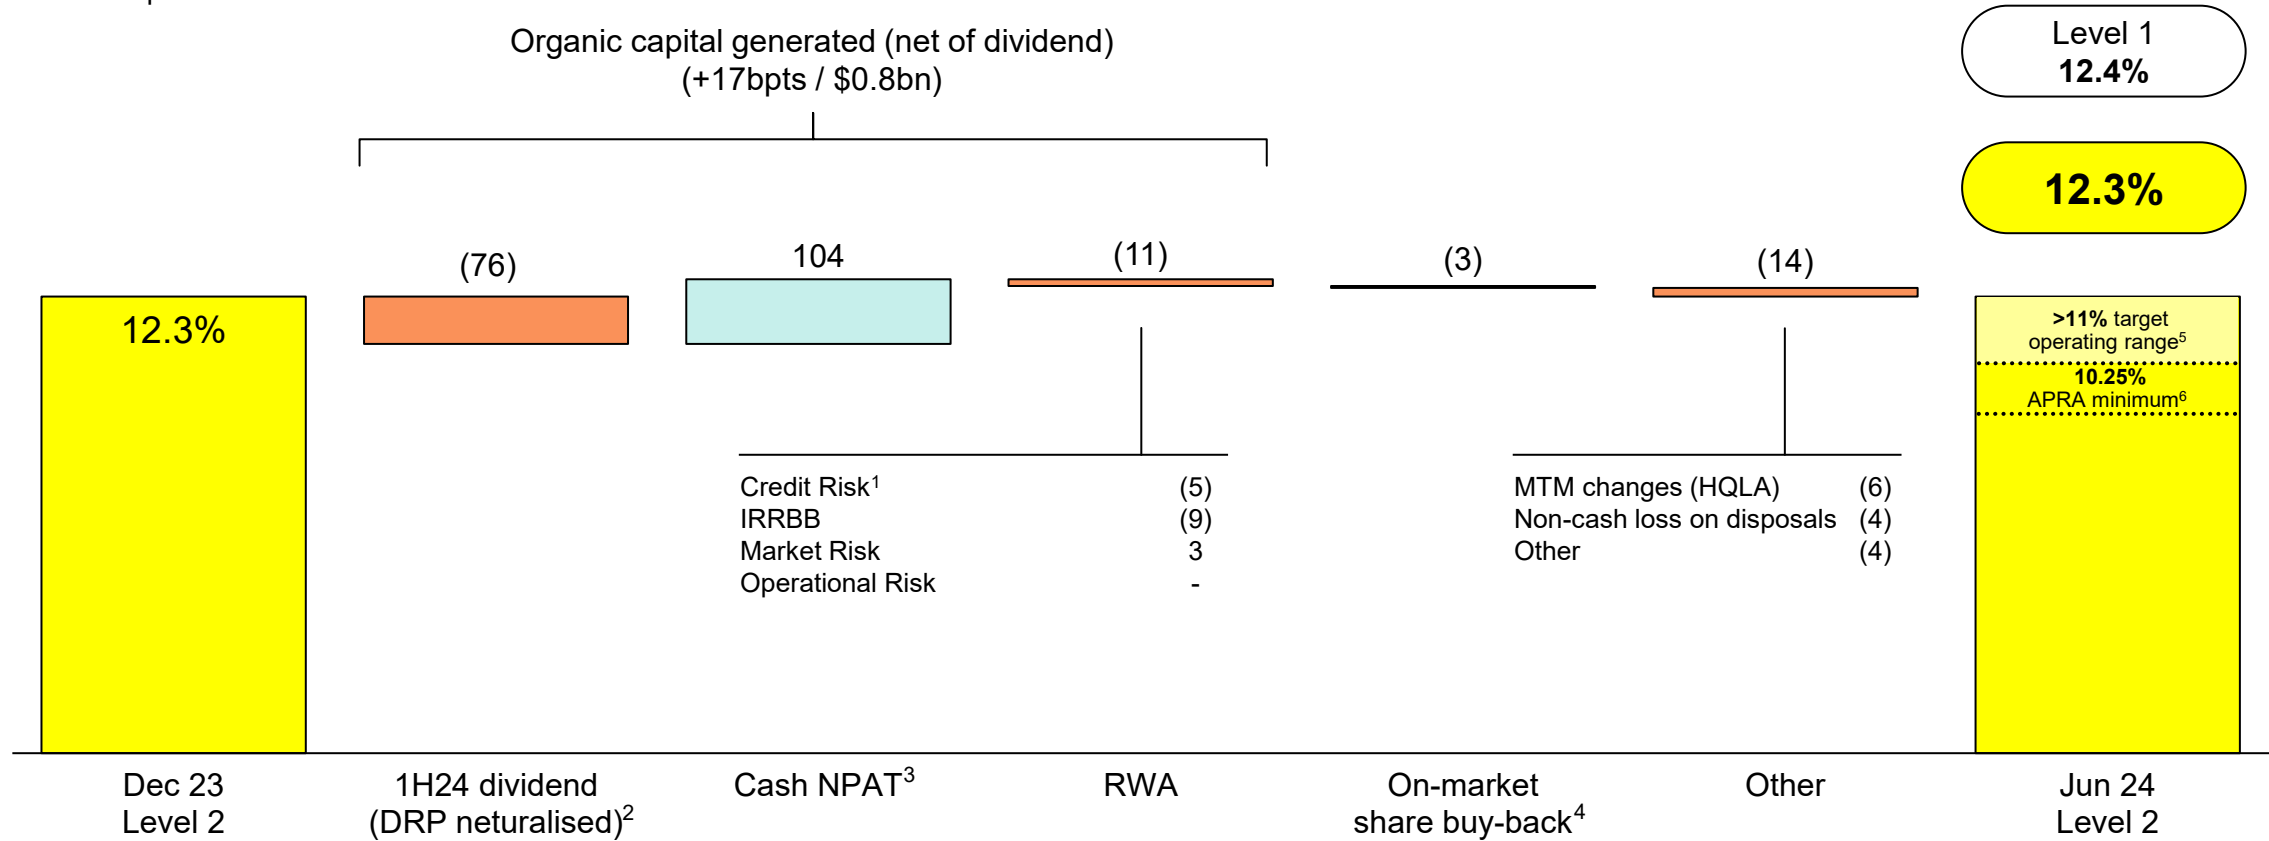 Organic capital generated (net of dividend)
(+17bpts / $0.8bn)
Level 1
12.4%
12.3%
(76)
104
(11)
(3)
(14)
12.3%
>11% target
operating range⁵
10.25%
APRA minimum⁶
Credit Risk¹ (5)
IRRBB (9)
Market Risk 3
Operational Risk -
MTM changes (HQLA) (6)
Non-cash loss on disposals (4)
Other (4)
Dec 23
Level 2
1H24 dividend
(DRP neturalised)²
Cash NPAT³
RWA
On-market
share buy-back⁴
Other
Jun 24
Level 2